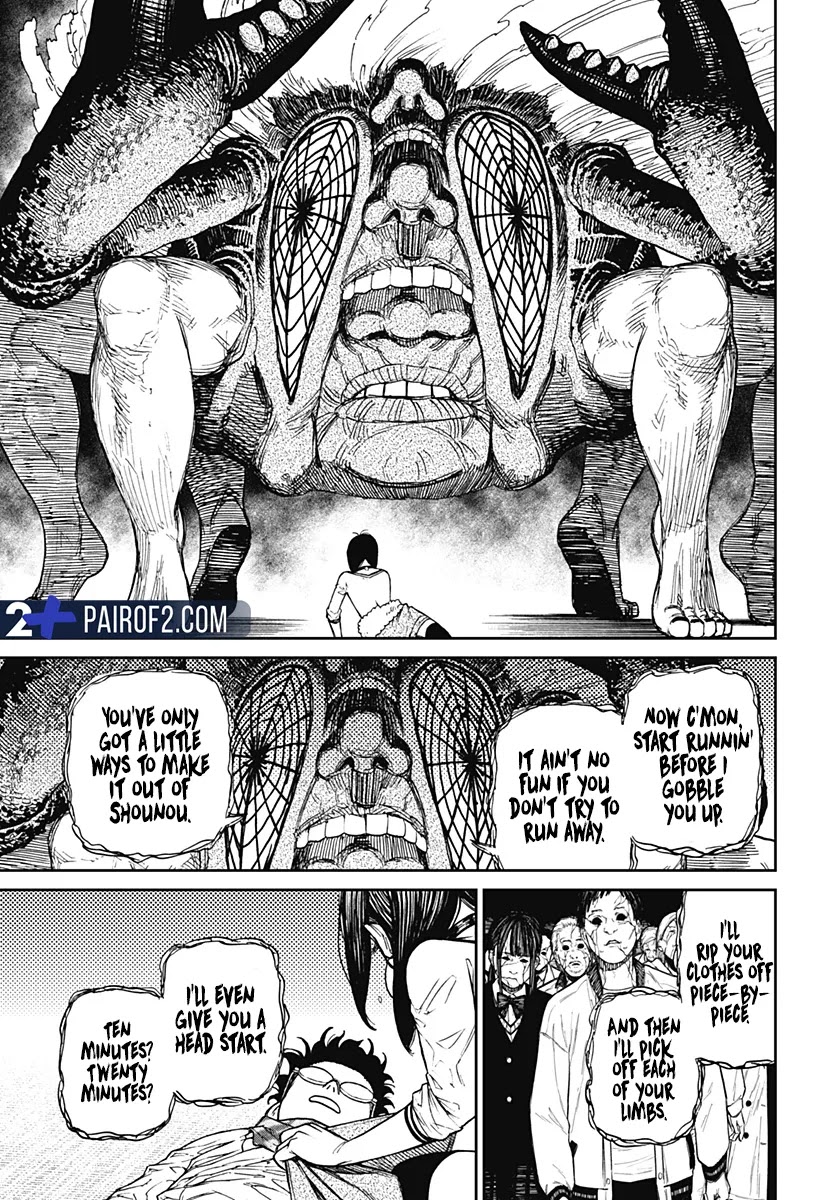 2+ PAIROF2.COM
NOW C'MON,
START RUNNIN'
BEFORE I
GOBBLE
YOU UP.
IT AIN'T NO
FUN IF YOU
DON'T TRY TO
RUN AWAY.
YOU'VE ONLY
GOT A LITTLE
WAYS TO MAKE
IT OUT OF
SHOUNOU.
I'LL
RIP YOUR
CLOTHES OFF
PIECE-BY-
PIECE.
AND THEN
I'LL PICK
OFF EACH
OF YOUR
LIMBS.
I'LL EVEN
GIVE YOU A
HEAD START.
TEN
MINUTES?
TWENTY
MINUTES?